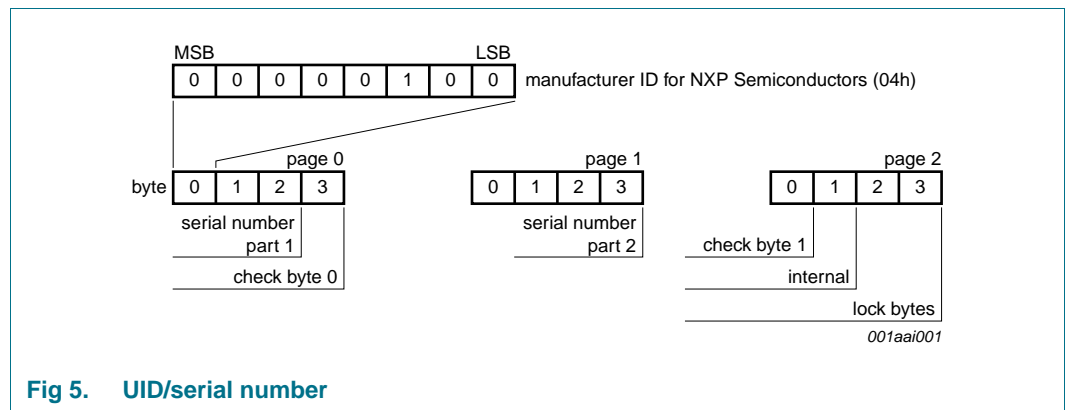 MSB LSB
0 0 0 0 0 1 0 0 manufacturer ID for NXP Semiconductors (04h)
page 0 page 1 page 2
byte 0 1 2 3 0 1 2 3 0 1 2 3
serial number serial number
part 1 part 2 check byte 1
check byte 0 internal
lock bytes
001aai001
Fig 5. UID/serial number